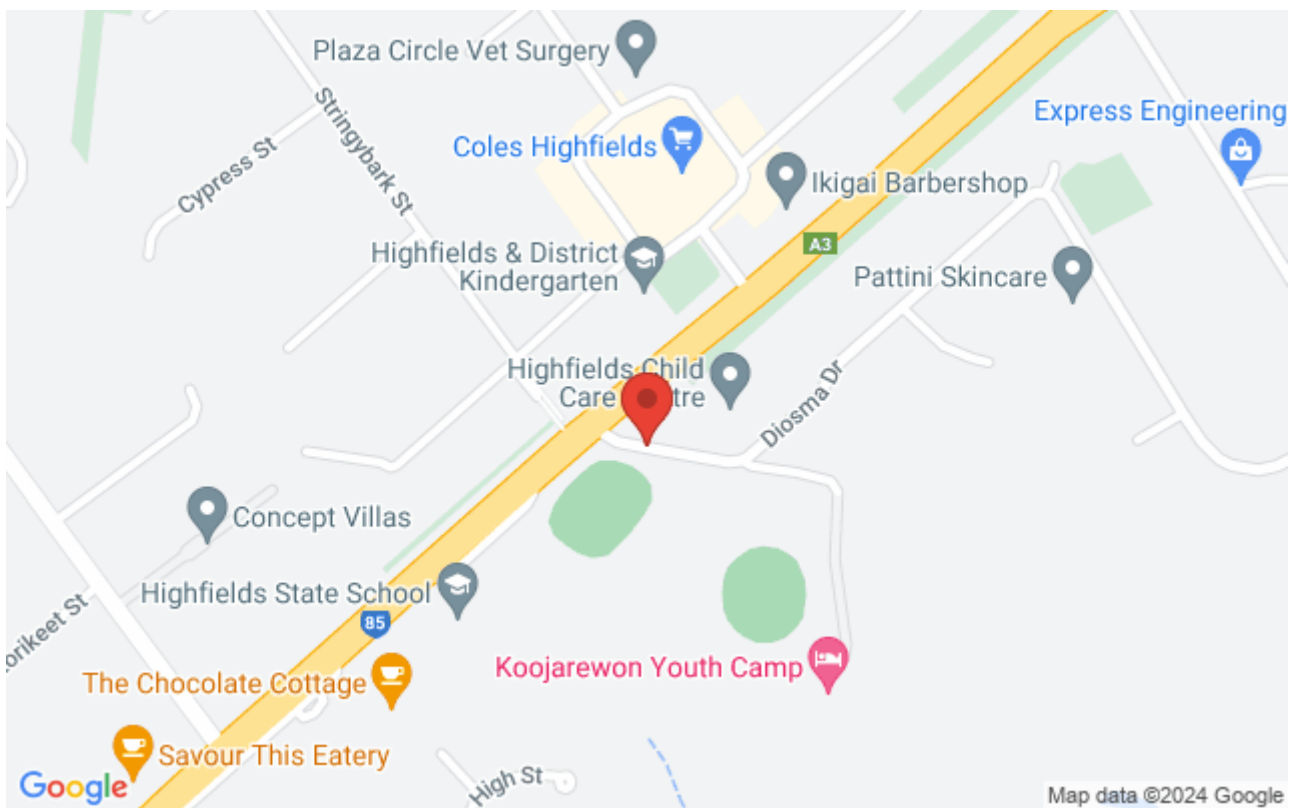 Plaza Circle Vet Surgery
Stringybark St
Cypress St
Coles Highfields
Express Engineering
Ikigai Barbershop
A3
Highfields & District
Kindergarten
Pattini Skincare
Highfields Child
Care
Diosma Dr
Concept Villas
Highfields State School
85
St
Koojarewon Youth Camp
The Chocolate Cottage
Savour This Eatery
High St
Google
Map data ©2024 Google